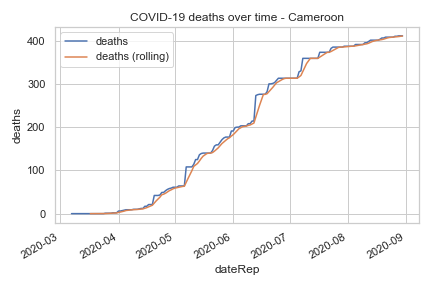 COVID-19 deaths over time - Cameroon
deaths
deaths (rolling)
400
300
200
100
0
deaths
2020-03
2020-04
2020-05
2020-06
2020-07
2020-08
2020-09
dateRep